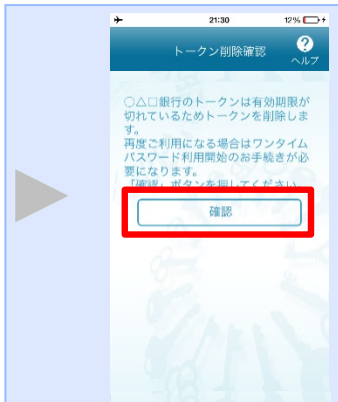 21:30
12%
トークン削除確認
?
ヘルプ
○△□銀行のトークンは有効期限が
切れているためトークンを削除しま
す。
再度ご利用になる場合はワンタイム
パスワード利用開始のお手続きが必
要になります。
「確認」ボタンを押してください
確認